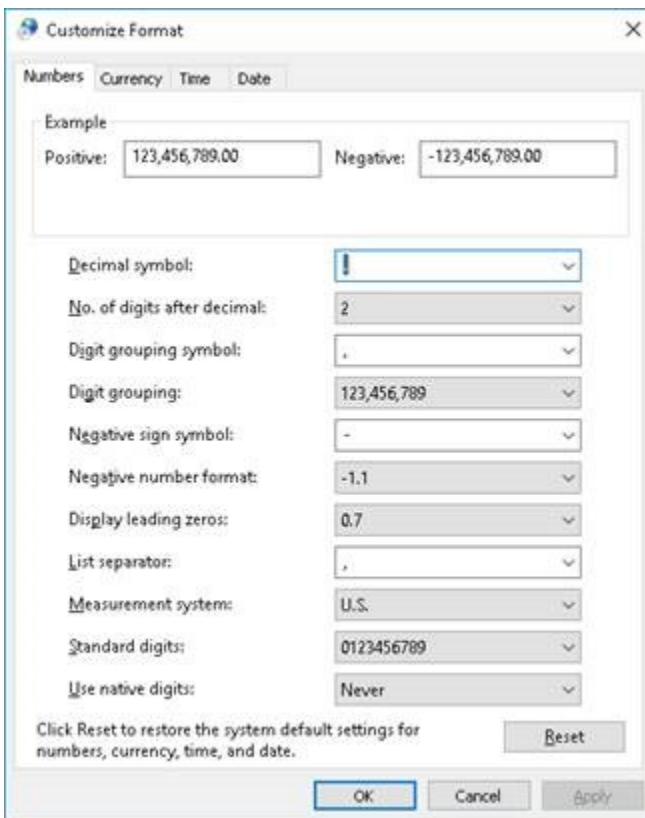 Customize Format
Numbers Currency Time Date
Example
Positive: 123,456,789.00 Negative: -123,456,789.00
Decimal symbol: .
No. of digits after decimal: 2
Digit grouping symbol: ,
Digit grouping: 123,456,789
Negative sign symbol: -
Negative number format: -1.1
Display leading zeros: 0.7
List separator: ,
Measurement system: U.S.
Standard digits: 0123456789
Use native digits: Never
Click Reset to restore the system default settings for
numbers, currency, time, and date.
Reset
OK Cancel Apply